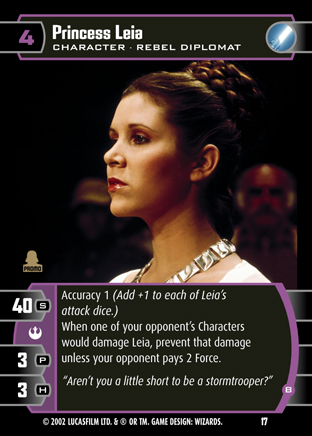 4 Princess Leia
CHARACTER - REBEL DIPLOMAT
PROMO
Accuracy 1 (Add +1 to each of Leia's
attack dice.)
When one of your opponent's Characters
would damage Leia, prevent that damage
unless your opponent pays 2 Force.
"Aren't you a little short to be a stormtrooper?"
40 S
3 P
3 H
B
© 2002 LUCASFILM LTD. & ® OR TM. GAME DESIGN: WIZARDS. 17